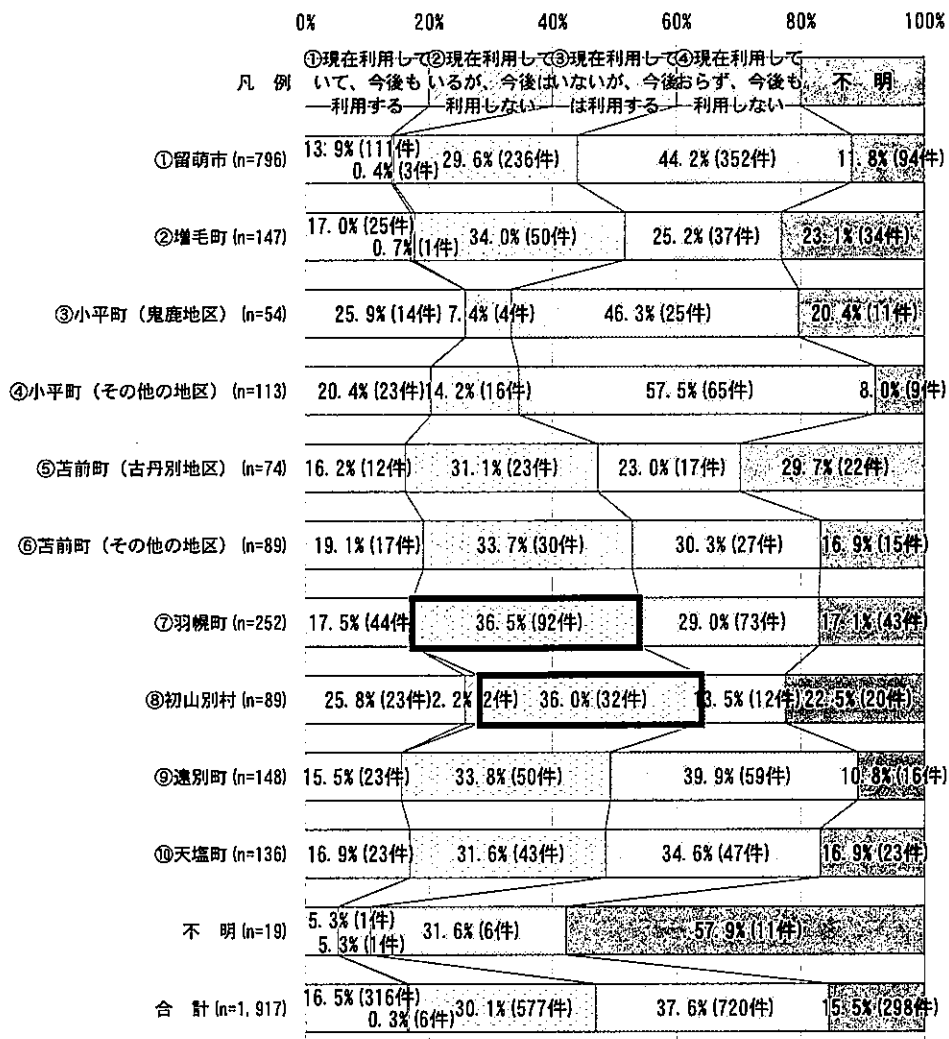 0% 20% 40% 60% 80% 100%
凡 例
①現在利用して
いて、今後も
利用する
②現在利用して
いるが、今後は
利用しない
③現在利用して
いないが、今後
は利用する
④現在利用して
おらず、今後も
利用しない
不 明
①留萌市 (n=796) 13.9%(111件) 0.4%(3件) 29.6%(236件) 44.2%(352件) 11.8%(94件)
②増毛町 (n=147) 17.0%(25件) 0.7%(1件) 34.0%(50件) 25.2%(37件) 23.1%(34件)
③小平町(鬼鹿地区) (n=54) 25.9%(14件) 7.4%(4件) 46.3%(25件) 20.4%(11件)
④小平町(その他の地区) (n=113) 20.4%(23件) 14.2%(16件) 57.5%(65件) 8.0%(9件)
⑤苫前町(古丹別地区) (n=74) 16.2%(12件) 31.1%(23件) 23.0%(17件) 29.7%(22件)
⑥苫前町(その他の地区) (n=89) 19.1%(17件) 33.7%(30件) 30.3%(27件) 16.9%(15件)
⑦羽幌町 (n=252) 17.5%(44件) 36.5%(92件) 29.0%(73件) 17.1%(43件)
⑧初山別村 (n=89) 25.8%(23件) 2.2%(2件) 36.0%(32件) 13.5%(12件) 22.5%(20件)
⑨遠別町 (n=148) 15.5%(23件) 33.8%(50件) 39.9%(59件) 10.8%(16件)
⑩天塩町 (n=136) 16.9%(23件) 31.6%(43件) 34.6%(47件) 16.9%(23件)
不 明 (n=19) 5.3%(1件) 5.3%(1件) 31.6%(6件) 57.9%(11件)
合 計 (n=1,917) 16.5%(316件) 0.3%(6件) 30.1%(577件) 37.6%(720件) 15.5%(298件)